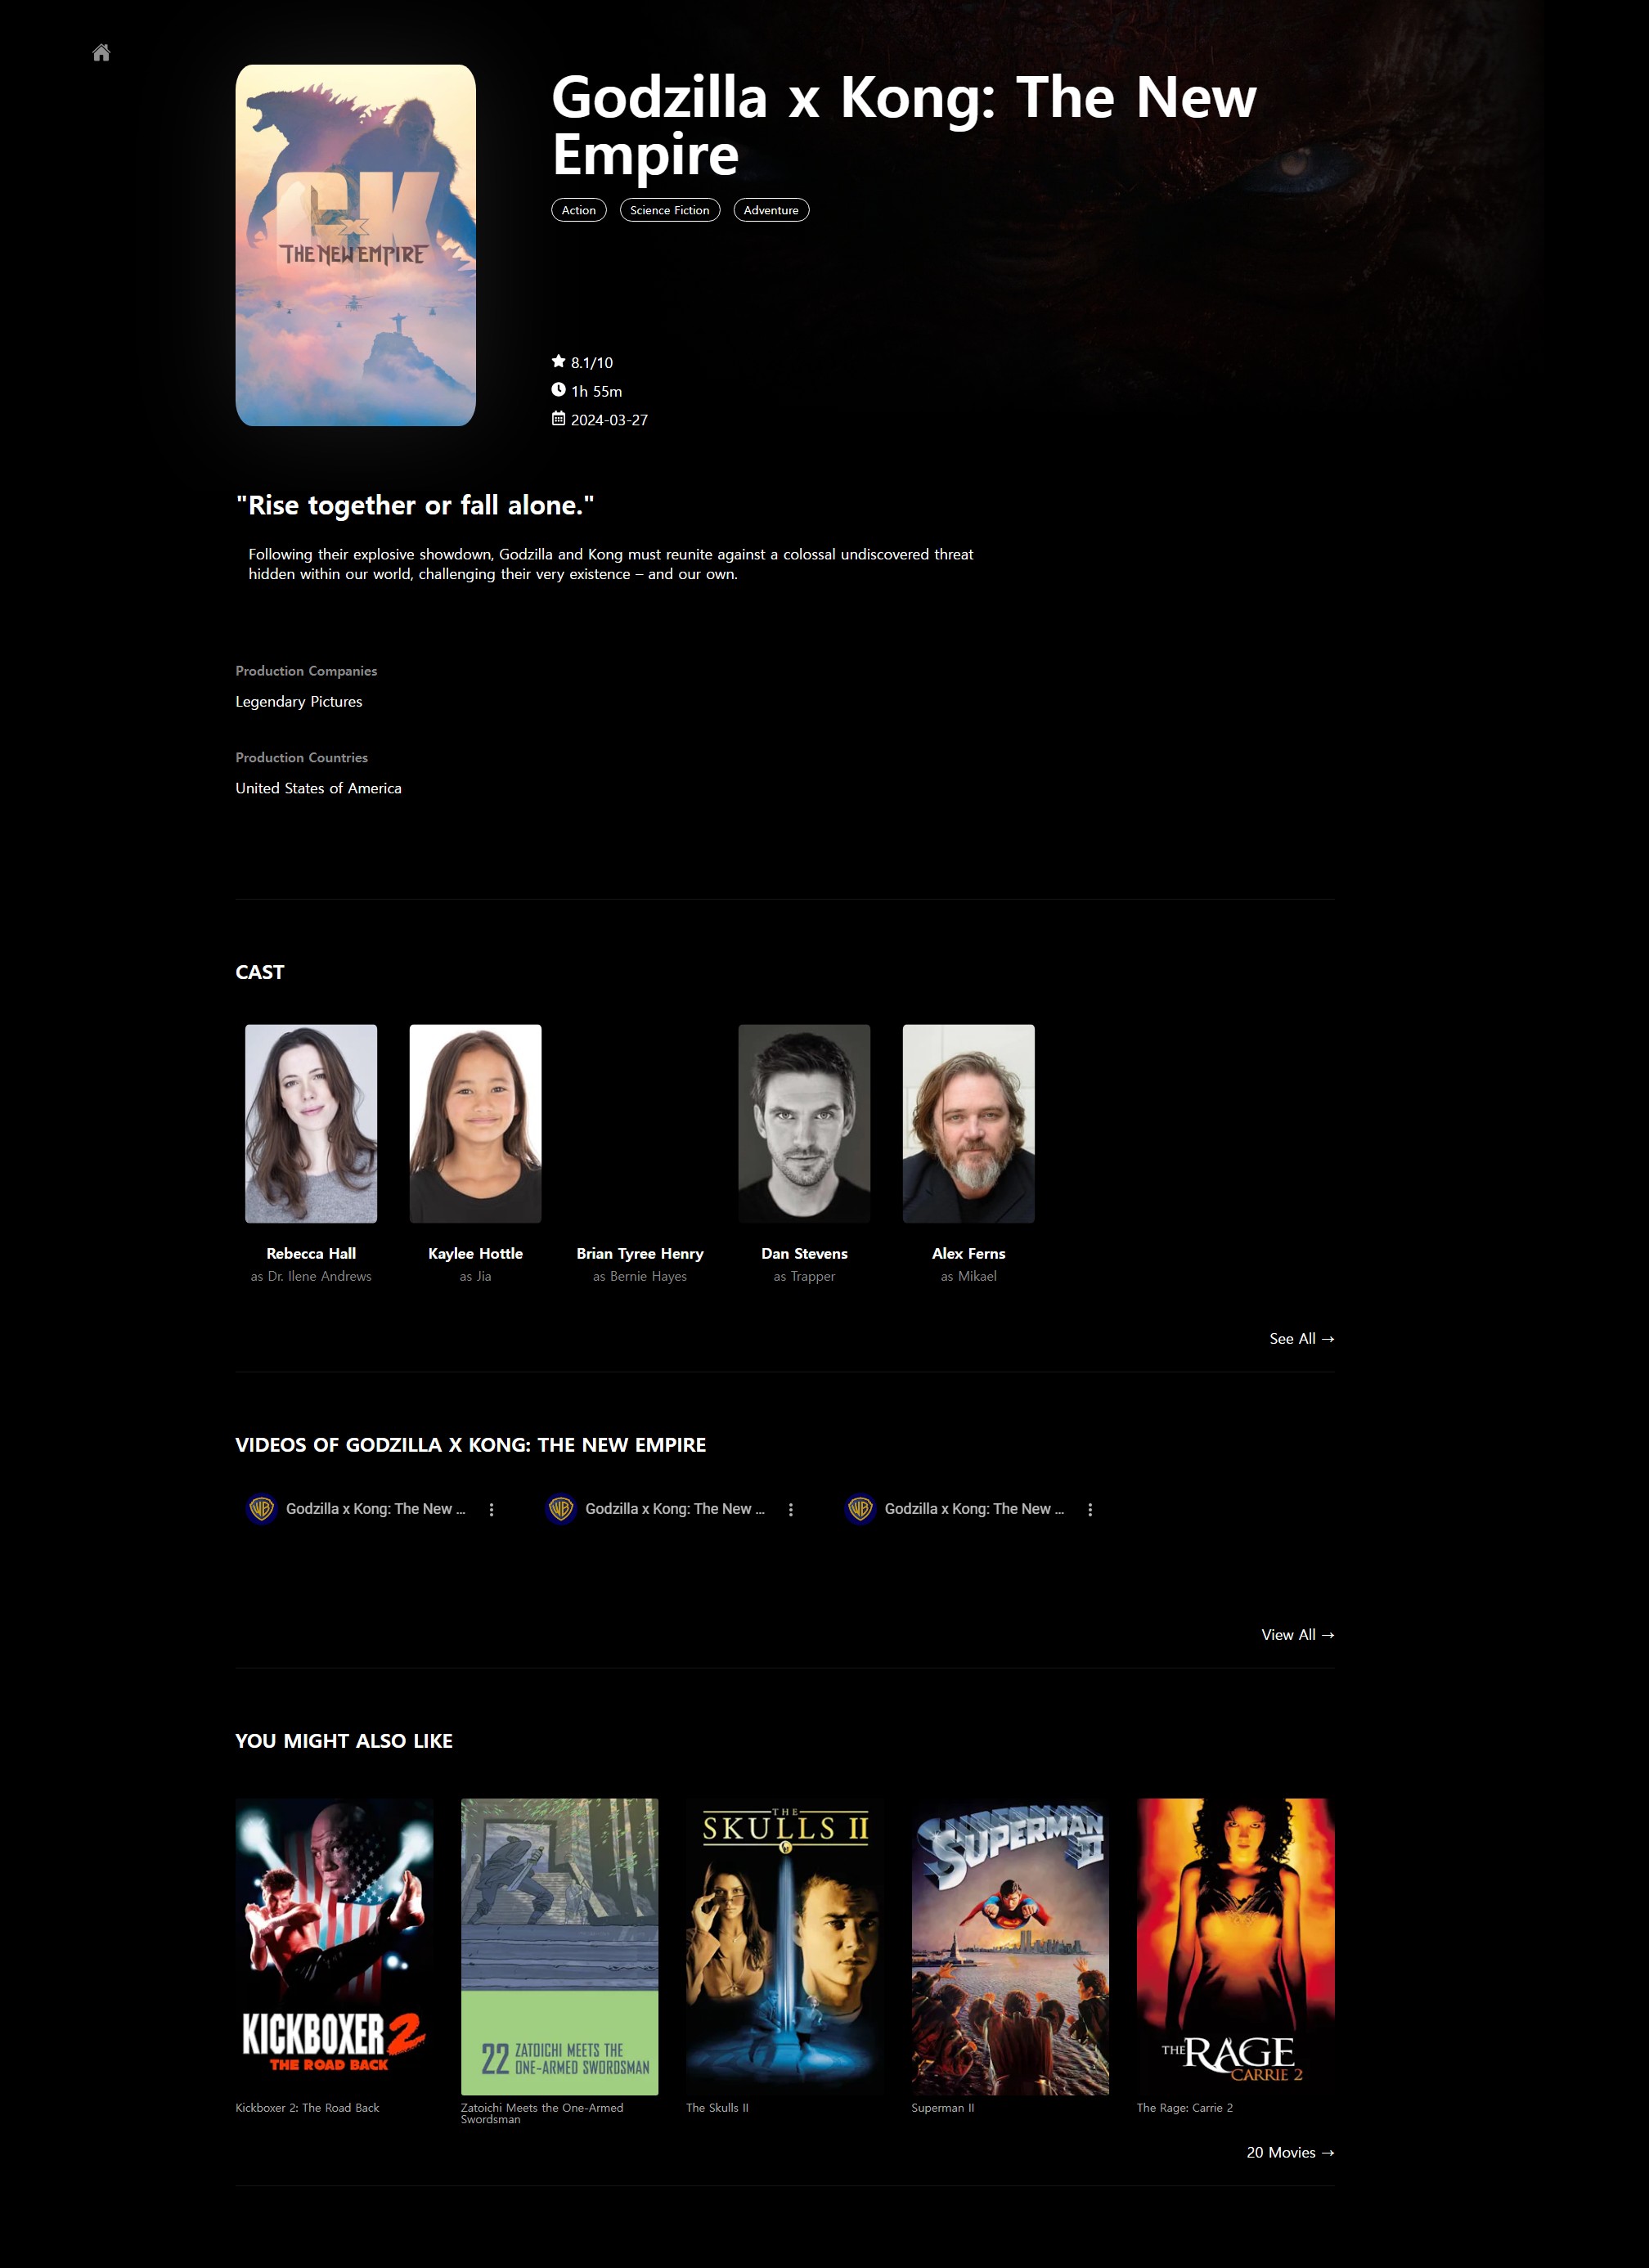 Godzilla x Kong: The New
Empire
GK
x
THE NEW EMPIRE
Action
Science Fiction
Adventure
8.1/10
1h 55m
2024-03-27
"Rise together or fall alone."
Following their explosive showdown, Godzilla and Kong must reunite against a colossal undiscovered threat
hidden within our world, challenging their very existence – and our own.
Production Companies
Legendary Pictures
Production Countries
United States of America
CAST
Rebecca Hall
as Dr. Ilene Andrews
Kaylee Hottle
as Jia
Brian Tyree Henry
as Bernie Hayes
Dan Stevens
as Trapper
Alex Ferns
as Mikael
See All →
VIDEOS OF GODZILLA X KONG: THE NEW EMPIRE
WB
Godzilla x Kong: The New ...
WB
Godzilla x Kong: The New ...
WB
Godzilla x Kong: The New ...
View All →
YOU MIGHT ALSO LIKE
KICKBOXER 2
THE ROAD BACK
Kickboxer 2: The Road Back
22 ZATOICHI MEETS THE
ONE-ARMED SWORDSMAN
Zatoichi Meets the One-Armed
Swordsman
THE
SKULLS II
The Skulls II
SUPERMAN
II
Superman II
THE RAGE
CARRIE 2
The Rage: Carrie 2
20 Movies →